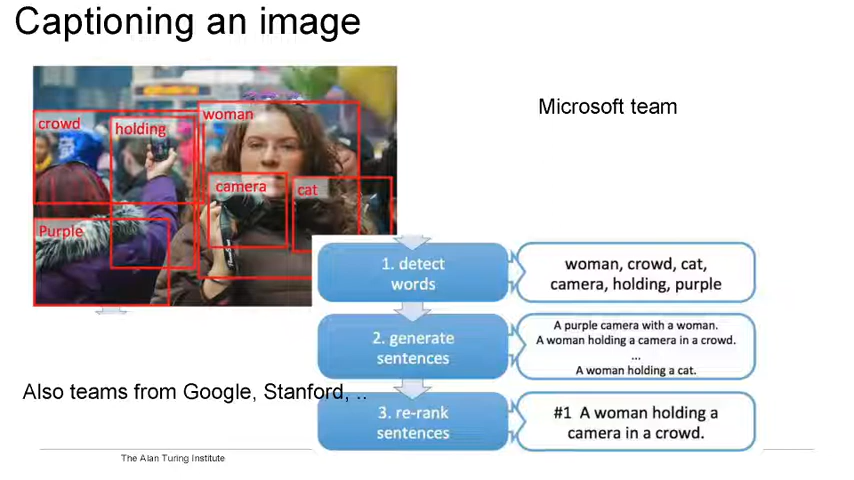 Captioning an image
Microsoft team
crowd
holding
woman
camera
cat
Purple
1. detect
words
woman, crowd, cat,
camera, holding, purple
2. generate
sentences
A purple camera with a woman.
A woman holding a camera in a crowd.
...
A woman holding a cat.
Also teams from Google, Stanford, ..
3. re-rank
sentences
#1 A woman holding a
camera in a crowd.
The Alan Turing Institute